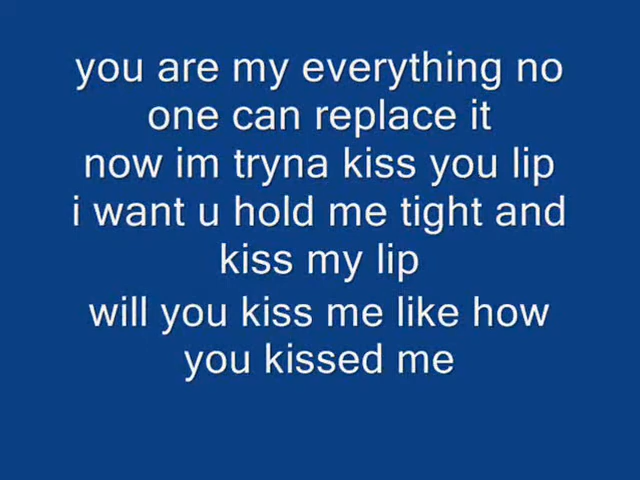 you are my everything no
one can replace it
now im tryna kiss you lip
i want u hold me tight and
kiss my lip
will you kiss me like how
you kissed me